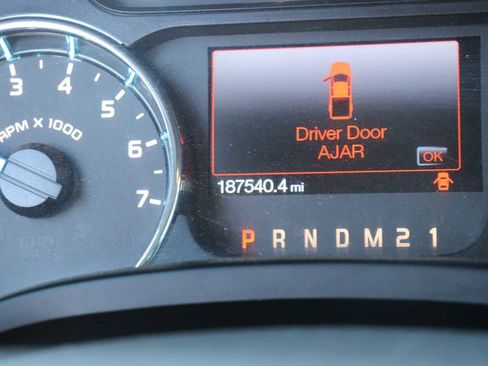 3
4
5
6
7
RPM X 1000
Driver Door
AJAR
OK
187540.4 mi
P R N D M 2 1